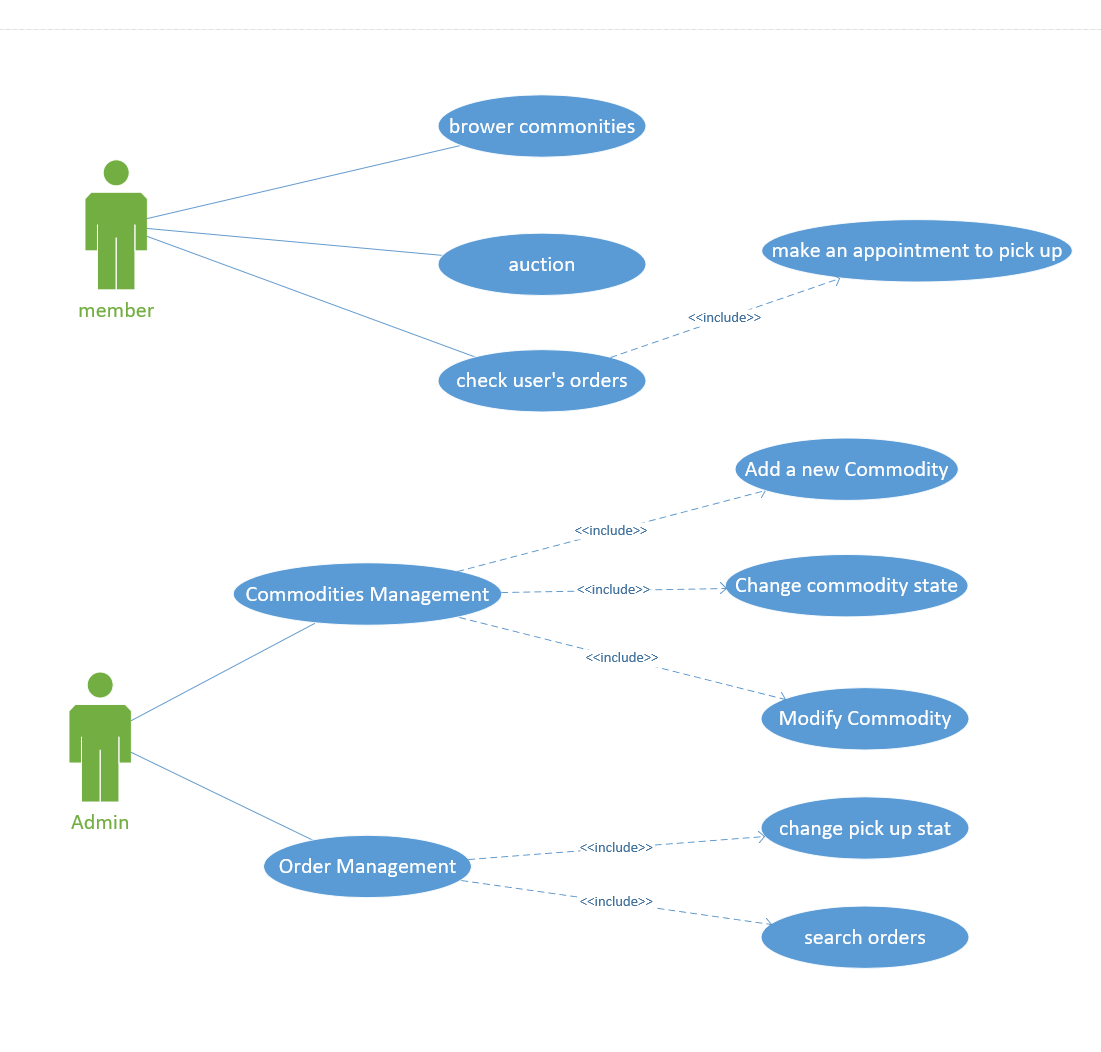 brower commonities
member
auction
make an appointment to pick up
<<include>>
check user's orders
Add a new Commodity
<<include>>
Commodities Management
<<include>>
Change commodity state
<<include>>
Modify Commodity
Admin
change pick up stat
<<include>>
Order Management
<<include>>
search orders